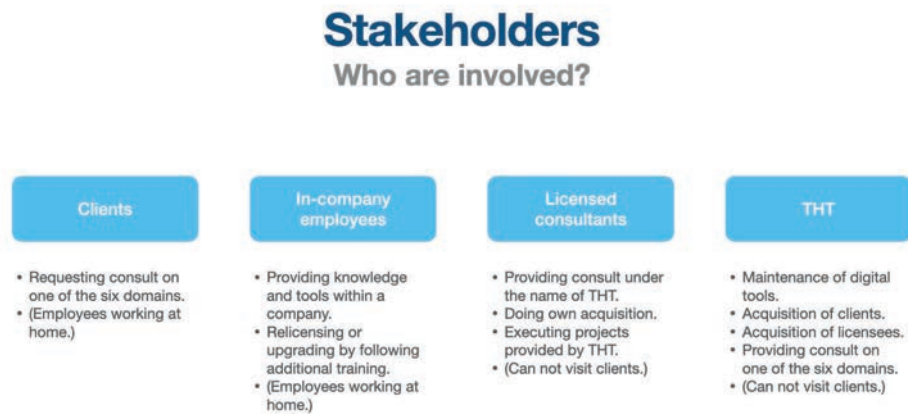 Stakeholders
Who are involved?
Clients
• Requesting consult on
one of the six domains.
• (Employees working at
home.)
In-company
employees
• Providing knowledge
and tools within a
company.
• Relicensing or
upgrading by following
additional training.
• (Employees working at
home.)
Licensed
consultants
• Providing consult under
the name of THT.
• Doing own acquisition.
• Executing projects
provided by THT.
• (Can not visit clients.)
THT
• Maintenance of digital
tools.
• Acquisition of clients.
• Acquisition of licensees.
• Providing consult on
one of the six domains.
• (Can not visit clients.)